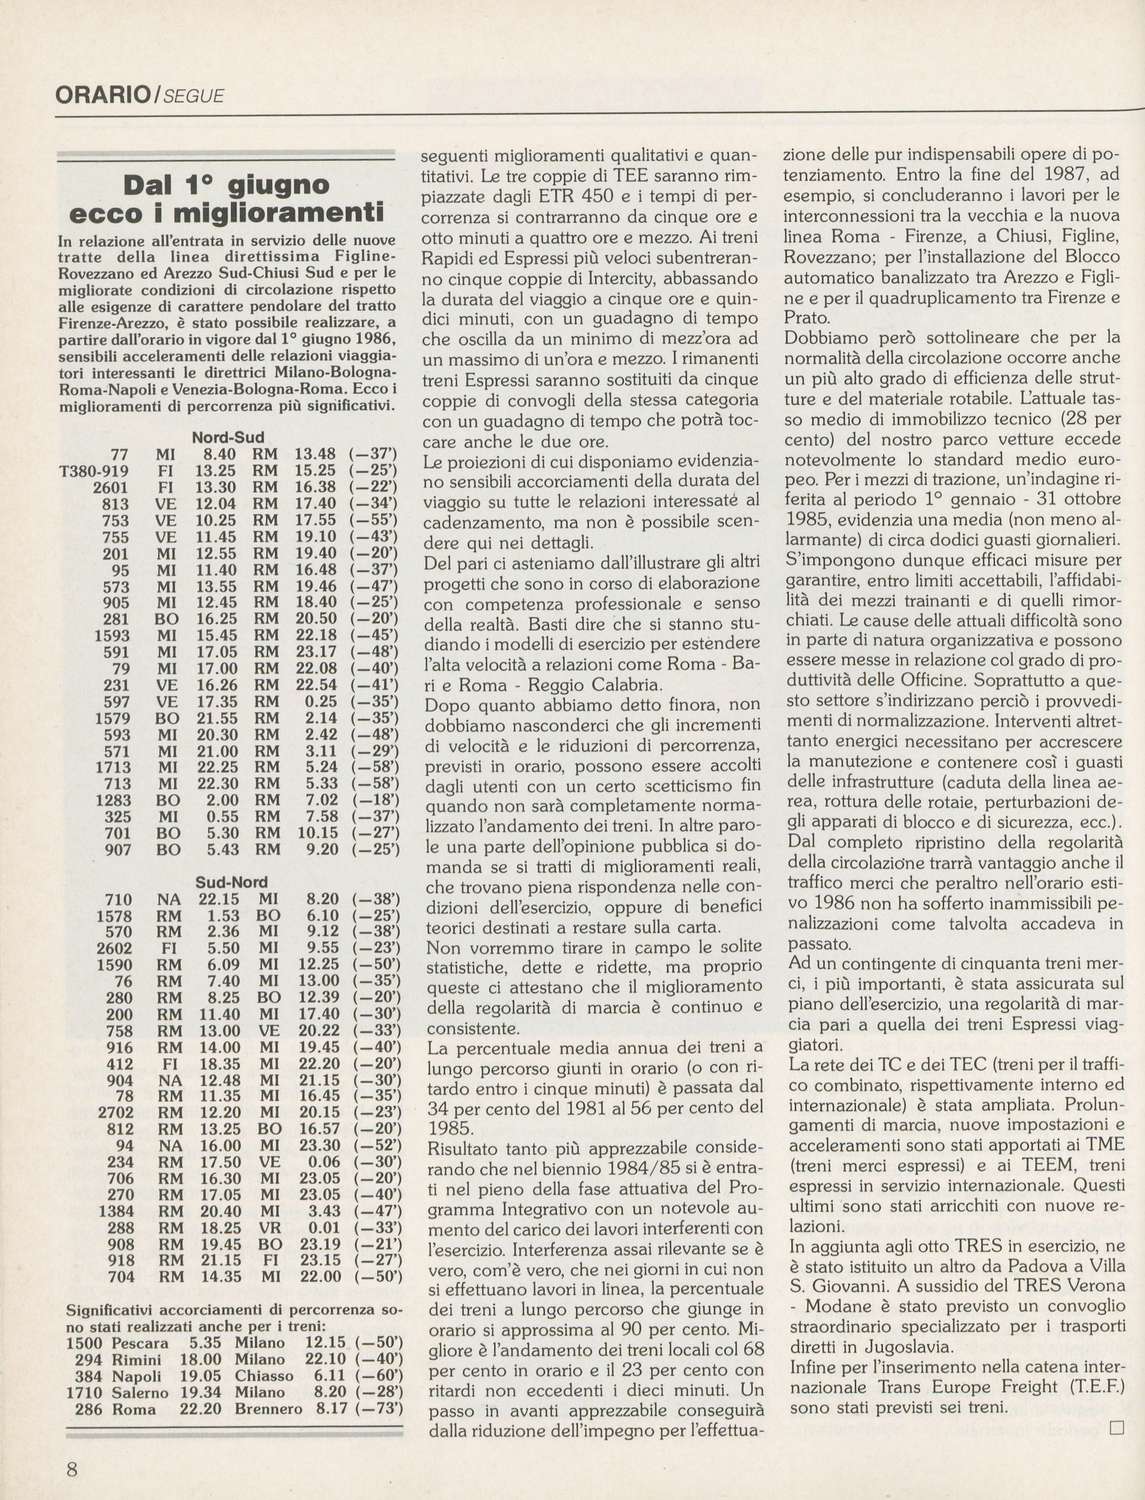 ORARIO/SEGUE
Dal 1° giugno
ecco i miglioramenti
In relazione all'entrata in servizio delle nuove
tratte della linea direttissima Figline-
Rovezzano ed Arezzo Sud-Chiusi Sud e per le
migliorate condizioni di circolazione rispetto
alle esigenze di carattere pendolare del tratto
Firenze-Arezzo, è stato possibile realizzare, a
partire dall'orario in vigore dal 1° giugno 1986,
sensibili acceleramenti delle relazioni viaggia-
tori interessanti le direttrici Milano-Bologna-
Roma-Napoli e Venezia-Bologna-Roma. Ecco i
miglioramenti di percorrenza più significativi.
Nord-Sud
77 MI 8.40 RM 13.48 (−37')
T380-919 FI 13.25 RM 15.25 (−25')
2601 FI 13.30 RM 16.38 (−22')
813 VE 12.04 RM 17.40 (−34')
753 VE 10.25 RM 17.55 (−55')
755 VE 11.45 RM 19.10 (−43')
201 MI 12.55 RM 19.40 (−20')
95 MI 11.40 RM 16.48 (−37')
573 MI 13.55 RM 19.46 (−47')
905 MI 12.45 RM 18.40 (−25')
281 BO 16.25 RM 20.50 (−20')
1593 MI 15.45 RM 22.18 (−45')
591 MI 17.05 RM 23.17 (−48')
79 MI 17.00 RM 22.08 (−40')
231 VE 16.26 RM 22.54 (−41')
597 VE 17.35 RM 0.25 (−35')
1579 BO 21.55 RM 2.14 (−35')
593 MI 20.30 RM 2.42 (−48')
571 MI 21.00 RM 3.11 (−29')
1713 MI 22.25 RM 5.24 (−58')
713 MI 22.30 RM 5.33 (−58')
1283 BO 2.00 RM 7.02 (−18')
325 MI 0.55 RM 7.58 (−37')
701 BO 5.30 RM 10.15 (−27')
907 BO 5.43 RM 9.20 (−25')
Sud-Nord
710 NA 22.15 MI 8.20 (−38')
1578 RM 1.53 BO 6.10 (−25')
570 RM 2.36 MI 9.12 (−38')
2602 FI 5.50 MI 9.55 (−23')
1590 RM 6.09 MI 12.25 (−50')
76 RM 7.40 MI 13.00 (−35')
280 RM 8.25 BO 12.39 (−20')
200 RM 11.40 MI 17.40 (−30')
758 RM 13.00 VE 20.22 (−33')
916 RM 14.00 MI 19.45 (−40')
412 FI 18.35 MI 22.20 (−20')
904 NA 12.48 MI 21.15 (−30')
78 RM 11.35 MI 16.45 (−35')
2702 RM 12.20 MI 20.15 (−23')
812 RM 13.25 BO 16.57 (−20')
94 NA 16.00 MI 23.30 (−52')
234 RM 17.50 VE 0.06 (−30')
706 RM 16.30 MI 23.05 (−20')
270 RM 17.05 MI 23.05 (−40')
1384 RM 20.40 MI 3.43 (−47')
288 RM 18.25 VR 0.01 (−33')
908 RM 19.45 BO 23.19 (−21')
918 RM 21.15 FI 23.15 (−27')
704 RM 14.35 MI 22.00 (−50')
Significativi accorciamenti di percorrenza so-
no stati realizzati anche per i treni:
1500 Pescara 5.35 Milano 12.15 (−50')
294 Rimini 18.00 Milano 22.10 (−40')
384 Napoli 19.05 Chiasso 6.11 (−60')
1710 Salerno 19.34 Milano 8.20 (−28')
286 Roma 22.20 Brennero 8.17 (−73')
8
seguenti miglioramenti qualitativi e quan-
titativi. Le tre coppie di TEE saranno rim-
piazzate dagli ETR 450 e i tempi di per-
correnza si contrarranno da cinque ore e
otto minuti a quattro ore e mezzo. Ai treni
Rapidi ed Espressi più veloci subentreran-
no cinque coppie di Intercity, abbassando
la durata del viaggio a cinque ore e quin-
dici minuti, con un guadagno di tempo
che oscilla da un minimo di mezz'ora ad
un massimo di un'ora e mezzo. I rimanenti
treni Espressi saranno sostituiti da cinque
coppie di convogli della stessa categoria
con un guadagno di tempo che potrà toc-
care anche le due ore.
Le proiezioni di cui disponiamo evidenzia-
no sensibili accorciamenti della durata del
viaggio su tutte le relazioni interessate al
cadenzamento, ma non è possibile scen-
dere qui nei dettagli.
Del pari ci asteniamo dall'illustrare gli altri
progetti che sono in corso di elaborazione
con competenza professionale e senso
della realtà. Basti dire che si stanno stu-
diando i modelli di esercizio per estendere
l'alta velocità a relazioni come Roma - Ba-
ri e Roma - Reggio Calabria.
Dopo quanto abbiamo detto finora, non
dobbiamo nasconderci che gli incrementi
di velocità e le riduzioni di percorrenza,
previsti in orario, possono essere accolti
dagli utenti con un certo scetticismo fin
quando non sarà completamente norma-
lizzato l'andamento dei treni. In altre paro-
le una parte dell'opinione pubblica si do-
manda se si tratti di miglioramenti reali,
che trovano piena rispondenza nelle con-
dizioni dell'esercizio, oppure di benefici
teorici destinati a restare sulla carta.
Non vorremmo tirare in campo le solite
statistiche, dette e ridette, ma proprio
queste ci attestano che il miglioramento
della regolarità di marcia è continuo e
consistente.
La percentuale media annua dei treni a
lungo percorso giunti in orario (o con ri-
tardo entro i cinque minuti) è passata dal
34 per cento del 1981 al 56 per cento del
1985.
Risultato tanto più apprezzabile conside-
rando che nel biennio 1984/85 si è entra-
ti nel pieno della fase attuativa del Pro-
gramma Integrativo con un notevole au-
mento del carico dei lavori interferenti con
l'esercizio. Interferenza assai rilevante se è
vero, com'è vero, che nei giorni in cui non
si effettuano lavori in linea, la percentuale
dei treni a lungo percorso che giunge in
orario si approssima al 90 per cento. Mi-
gliore è l'andamento dei treni locali col 68
per cento in orario e il 23 per cento con
ritardi non eccedenti i dieci minuti. Un
passo in avanti apprezzabile conseguirà
dalla riduzione dell'impegno per l'effettua-
zione delle pur indispensabili opere di po-
tenziamento. Entro la fine del 1987, ad
esempio, si concluderanno i lavori per le
interconnessioni tra la vecchia e la nuova
linea Roma - Firenze, a Chiusi, Figline,
Rovezzano; per l'installazione del Blocco
automatico banalizzato tra Arezzo e Figli-
ne e per il quadruplicamento tra Firenze e
Prato.
Dobbiamo però sottolineare che per la
normalità della circolazione occorre anche
un più alto grado di efficienza delle strut-
ture e del materiale rotabile. L'attuale tas-
so medio di immobilizzo tecnico (28 per
cento) del nostro parco vetture eccede
notevolmente lo standard medio euro-
peo. Per i mezzi di trazione, un'indagine ri-
ferita al periodo 1° gennaio - 31 ottobre
1985, evidenzia una media (non meno al-
larmante) di circa dodici guasti giornalieri.
S'impongono dunque efficaci misure per
garantire, entro limiti accettabili, l'affidabi-
lità dei mezzi trainanti e di quelli rimor-
chiati. Le cause delle attuali difficoltà sono
in parte di natura organizzativa e possono
essere messe in relazione col grado di pro-
duttività delle Officine. Soprattutto a que-
sto settore s'indirizzano perciò i provvedi-
menti di normalizzazione. Interventi altret-
tanto energici necessitano per accrescere
la manutezione e contenere così i guasti
delle infrastrutture (caduta della linea ae-
rea, rottura delle rotaie, perturbazioni de-
gli apparati di blocco e di sicurezza, ecc.).
Dal completo ripristino della regolarità
della circolazione trarrà vantaggio anche il
traffico merci che peraltro nell'orario esti-
vo 1986 non ha sofferto inammissibili pe-
nalizzazioni come talvolta accadeva in
passato.
Ad un contingente di cinquanta treni mer-
ci, i più importanti, è stata assicurata sul
piano dell'esercizio, una regolarità di mar-
cia pari a quella dei treni Espressi viag-
giatori.
La rete dei TC e dei TEC (treni per il traffi-
co combinato, rispettivamente interno ed
internazionale) è stata ampliata. Prolun-
gamenti di marcia, nuove impostazioni e
acceleramenti sono stati apportati ai TME
(treni merci espressi) e ai TEEM, treni
espressi in servizio internazionale. Questi
ultimi sono stati arricchiti con nuove re-
lazioni.
In aggiunta agli otto TRES in esercizio, ne
è stato istituito un altro da Padova a Villa
S. Giovanni. A sussidio del TRES Verona
- Modane è stato previsto un convoglio
straordinario specializzato per i trasporti
diretti in Jugoslavia.
Infine per l'inserimento nella catena inter-
nazionale Trans Europe Freight (T.E.F.)
sono stati previsti sei treni.